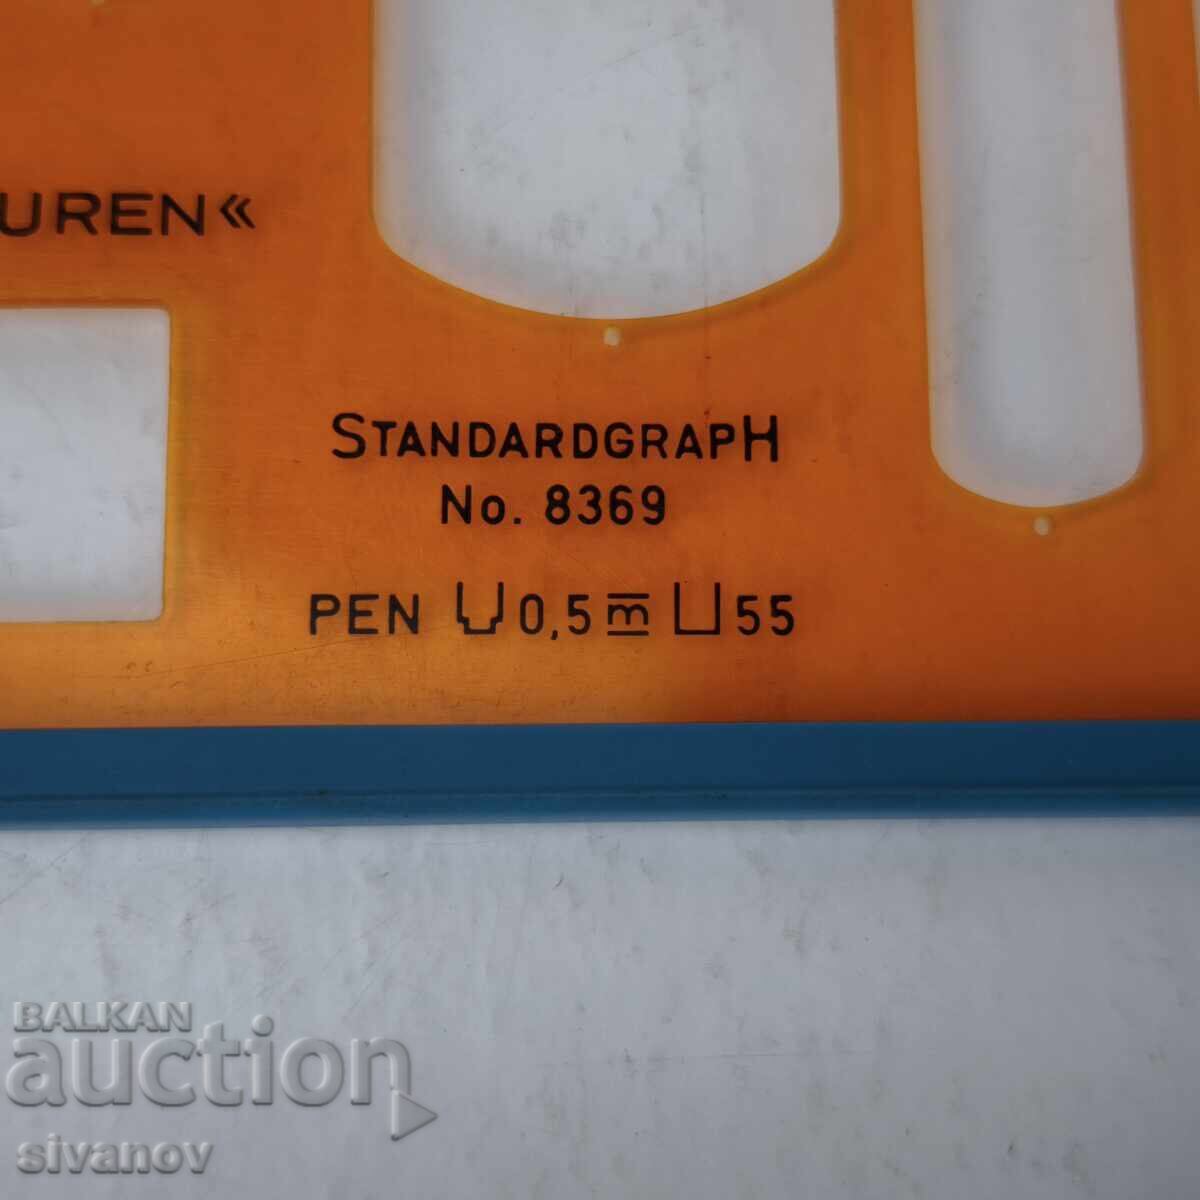 UREN«
STANDARDGRAPH
No. 8369
PEN 0,5 m 55
BALKAN
auction
sivanov